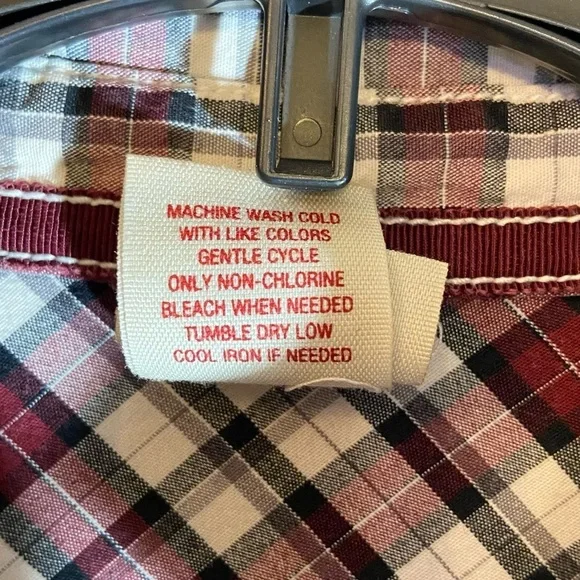 MACHINE WASH COLD
WITH LIKE COLORS
GENTLE CYCLE
ONLY NON-CHLORINE
BLEACH WHEN NEEDED
TUMBLE DRY LOW
COOL IRON IF NEEDED